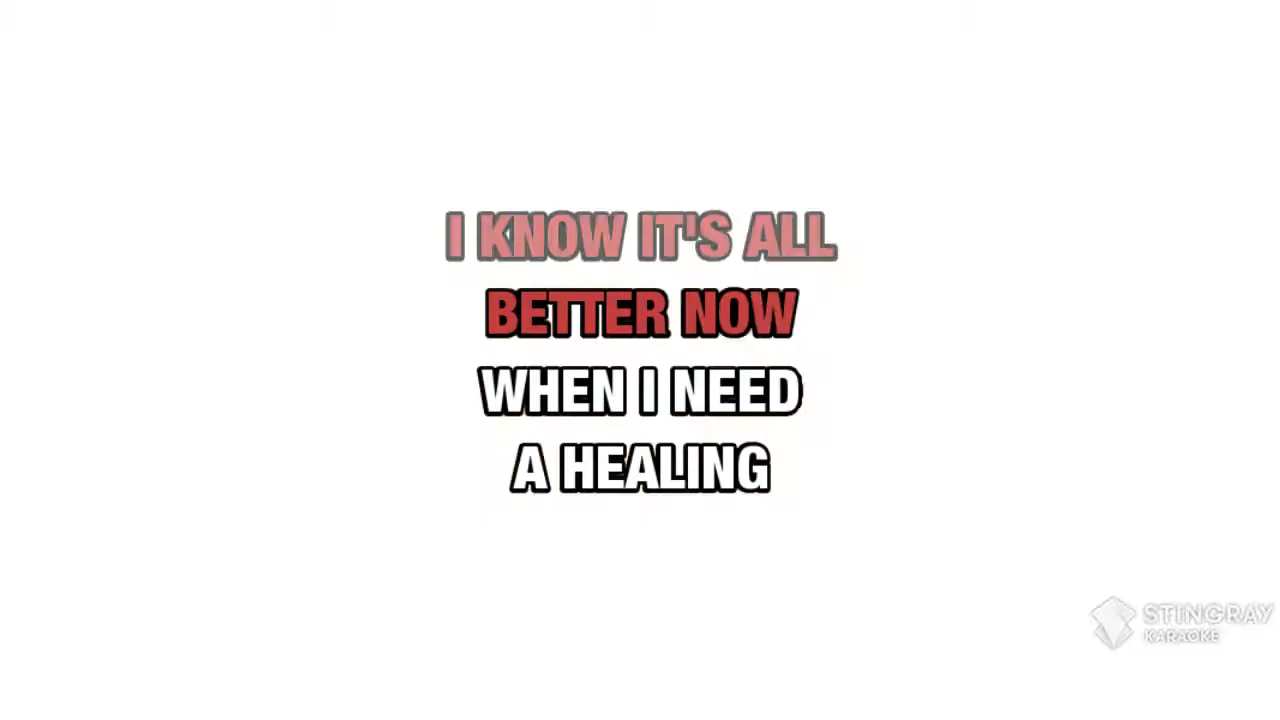 I KNOW IT'S ALL
BETTER NOW
WHEN I NEED
A HEALING
STINGRAY
KARAOKE